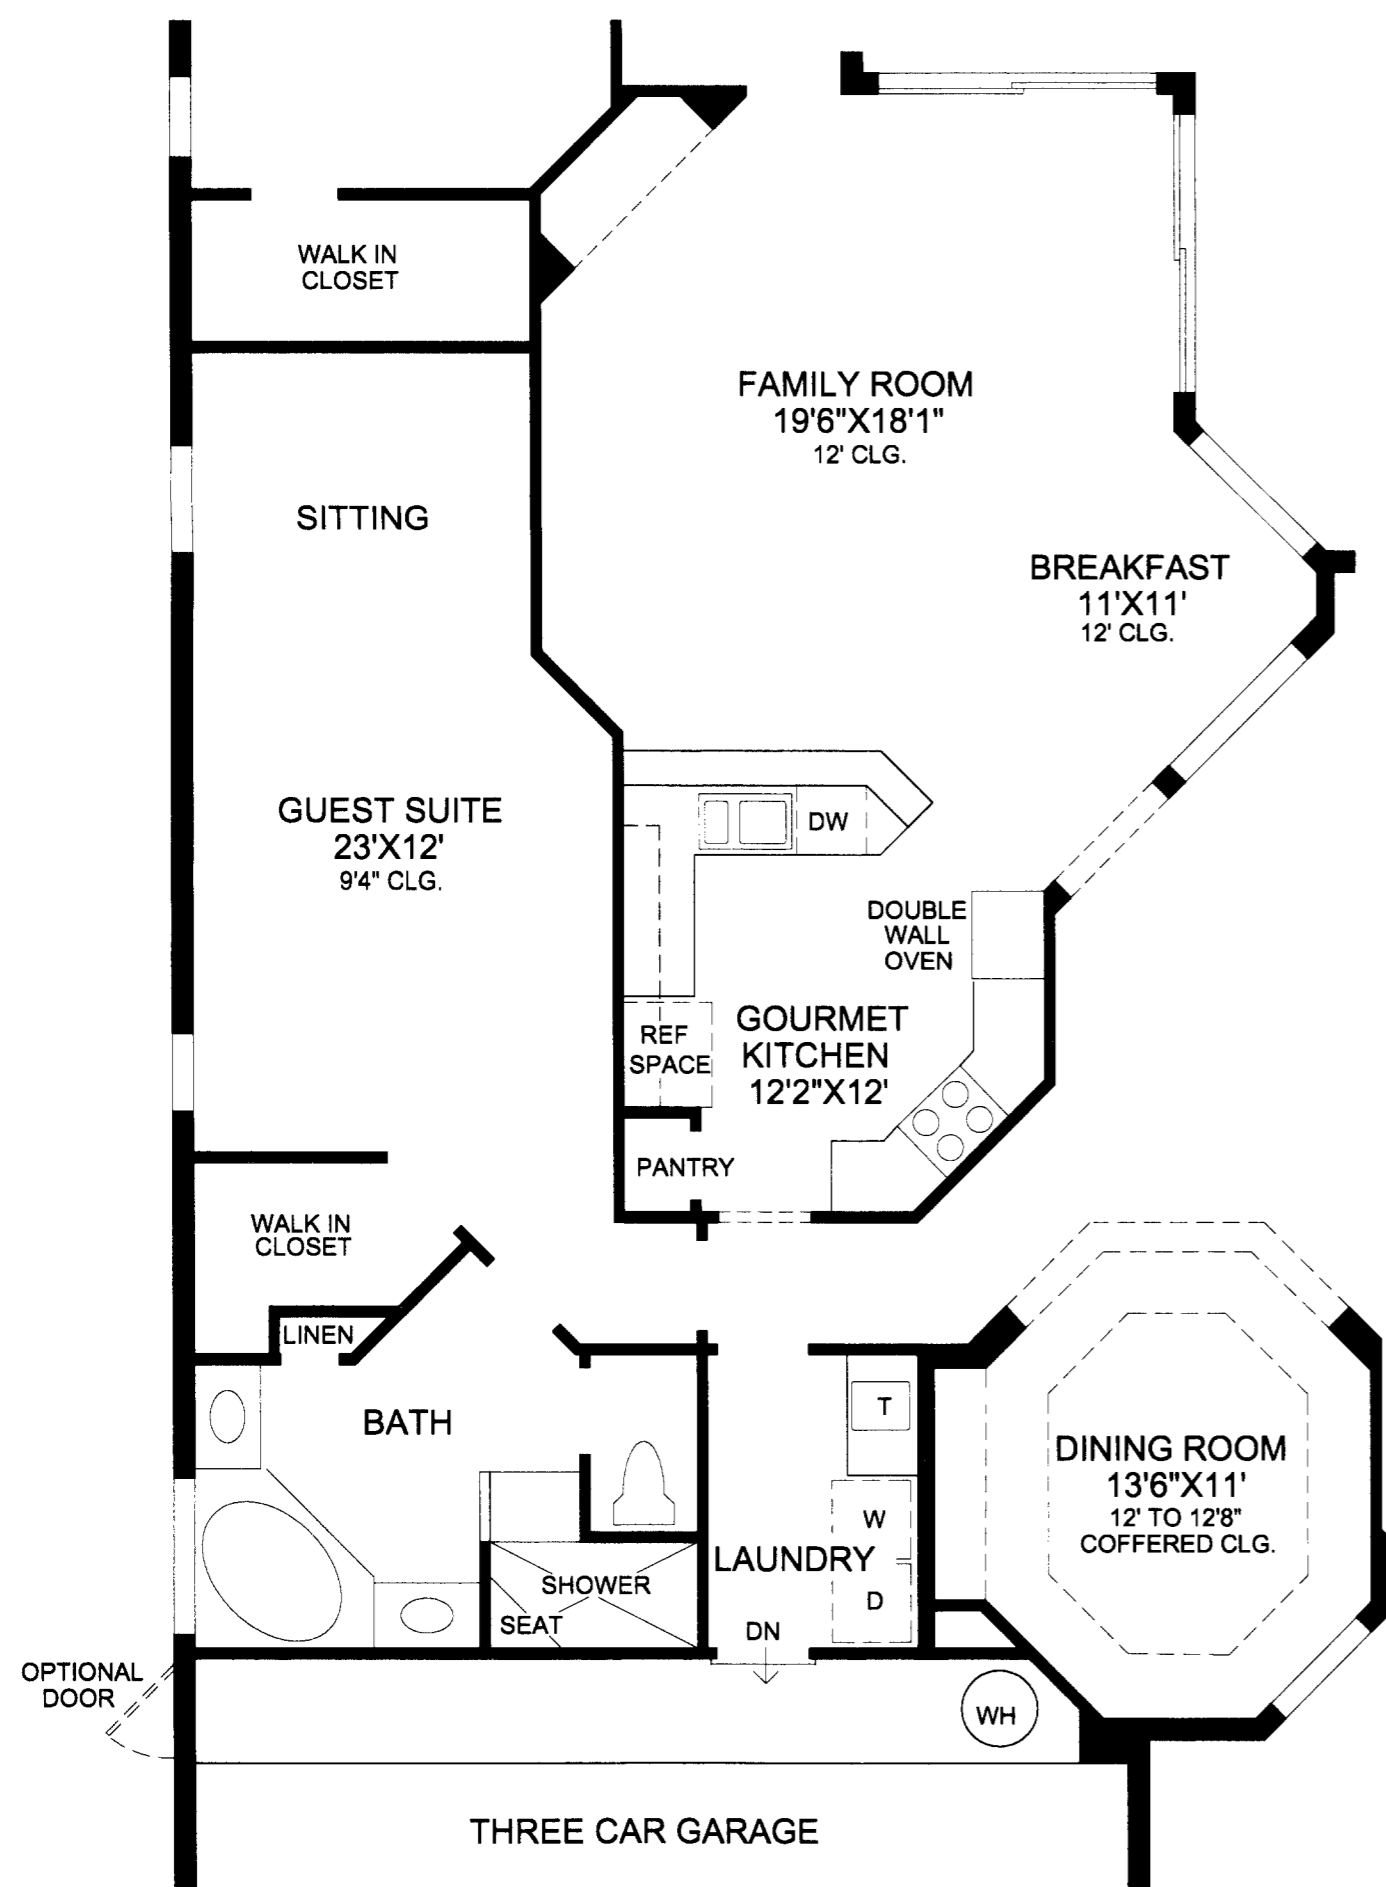 WALK IN
CLOSET
FAMILY ROOM
19'6"X18'1"
12' CLG.
SITTING
BREAKFAST
11'X11'
12' CLG.
GUEST SUITE
23'X12'
9'4" CLG.
DW
DOUBLE
WALL
OVEN
REF
SPACE
GOURMET
KITCHEN
12'2"X12'
PANTRY
WALK IN
CLOSET
LINEN
BATH
T
DINING ROOM
13'6"X11'
12' TO 12'8"
COFFERED CLG.
W
LAUNDRY
D
SHOWER
SEAT
DN
OPTIONAL
DOOR
WH
THREE CAR GARAGE